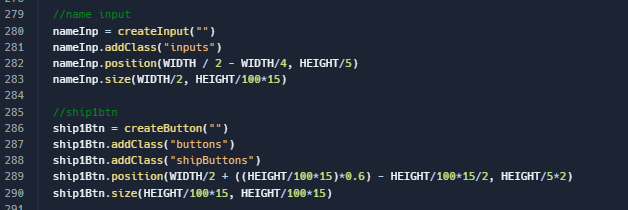 279 //name input
280 nameInp = createInput("")
281 nameInp.addClass("inputs")
282 nameInp.position(WIDTH / 2 - WIDTH/4, HEIGHT/5)
283 nameInp.size(WIDTH/2, HEIGHT/100*15)
284
285 //ship1btn
286 ship1Btn = createButton("")
287 ship1Btn.addClass("buttons")
288 ship1Btn.addClass("shipButtons")
289 ship1Btn.position(WIDTH/2 + ((HEIGHT/100*15)*0.6) - HEIGHT/100*15/2, HEIGHT/5*2)
290 ship1Btn.size(HEIGHT/100*15, HEIGHT/100*15)
291